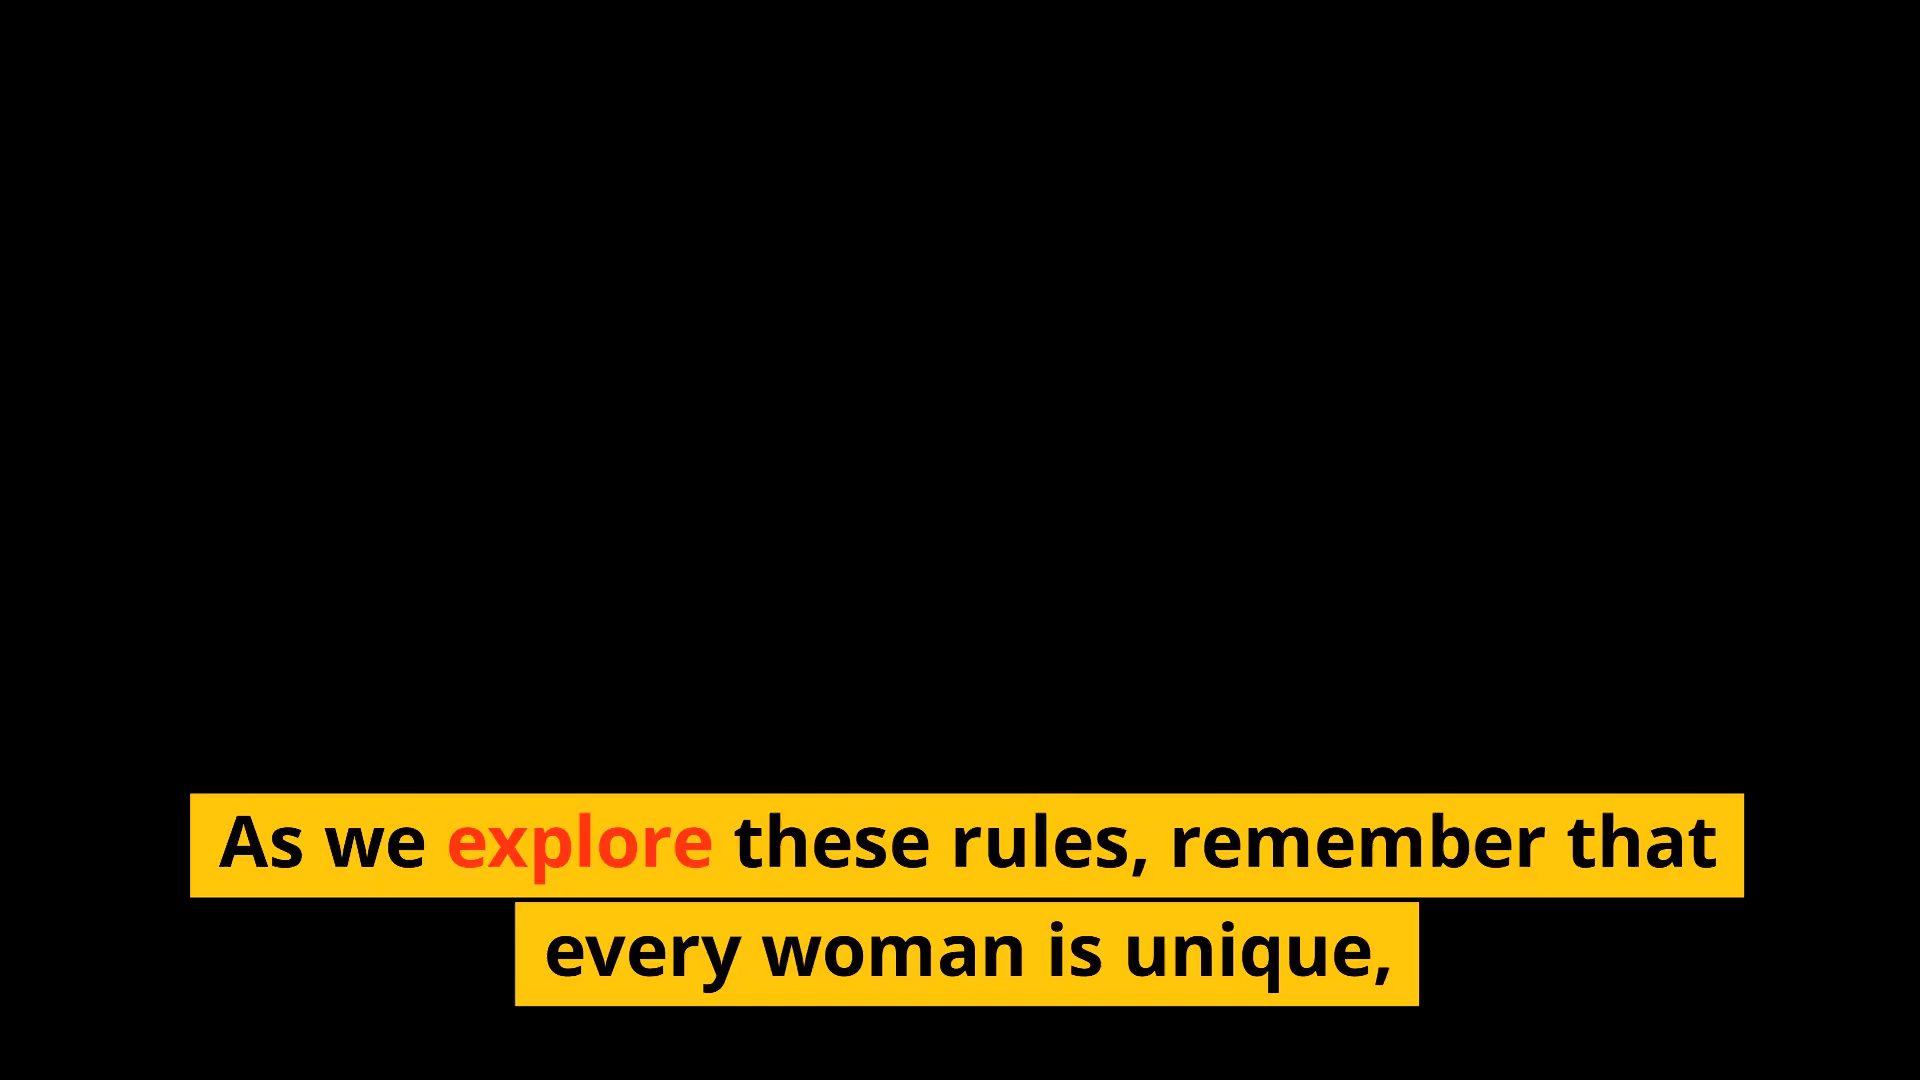 As we explore these rules, remember that
every woman is unique,